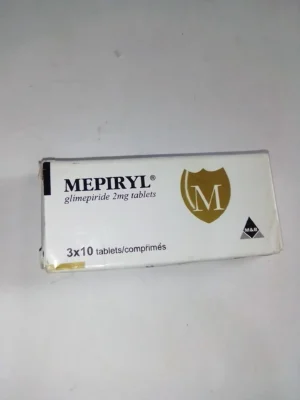 MEPIRYL®
glimepiride 2mg tablets
M
3x10 tablets/comprimés
M&B